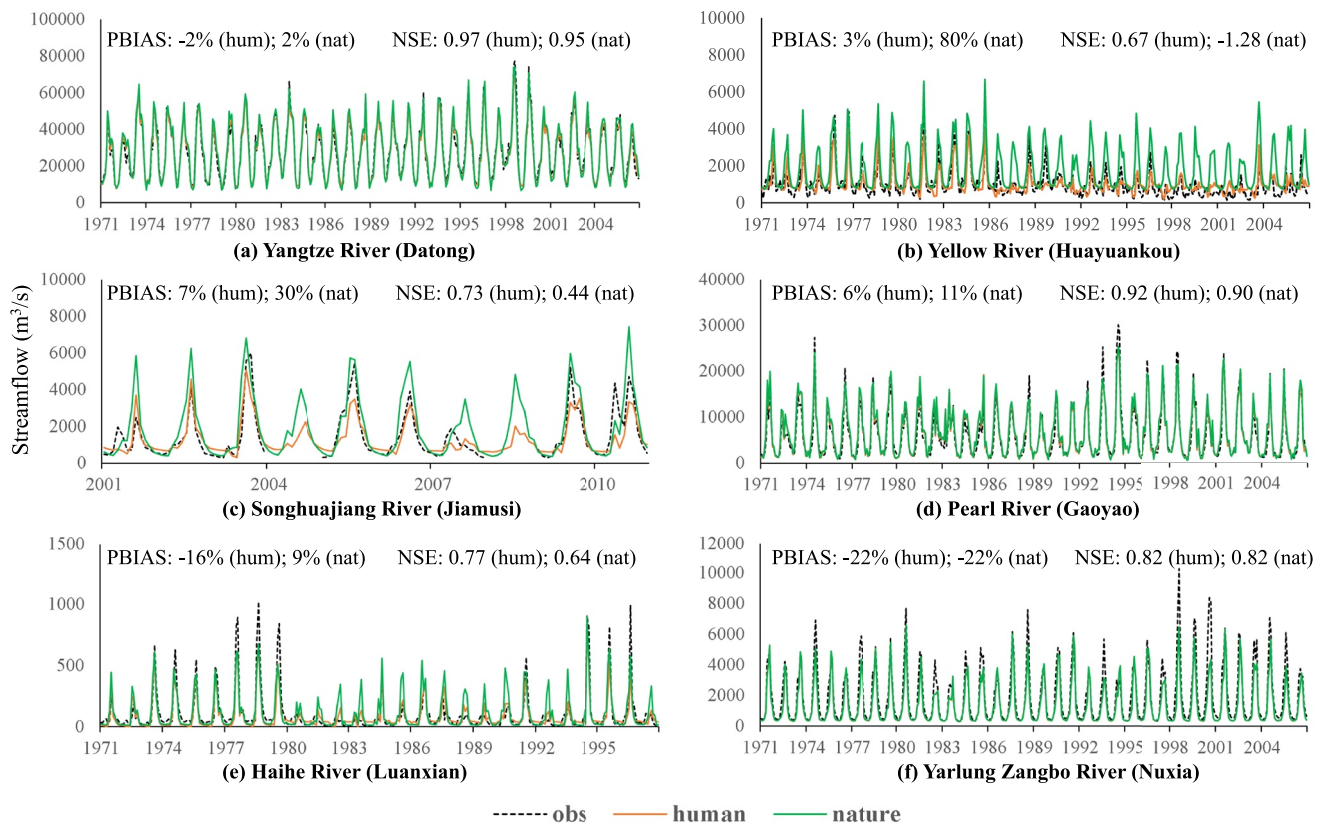 Streamflow (m³/s)
PBIAS: -2% (hum); 2% (nat) NSE: 0.97 (hum); 0.95 (nat)
100000
80000
60000
40000
20000
0
1971 1974 1977 1980 1983 1986 1989 1992 1995 1998 2001 2004
(a) Yangtze River (Datong)
PBIAS: 3% (hum); 80% (nat) NSE: 0.67 (hum); -1.28 (nat)
10000
8000
6000
4000
2000
0
1971 1974 1977 1980 1983 1986 1989 1992 1995 1998 2001 2004
(b) Yellow River (Huayuankou)
PBIAS: 7% (hum); 30% (nat) NSE: 0.73 (hum); 0.44 (nat)
10000
8000
6000
4000
2000
0
2001 2004 2007 2010
(c) Songhuajiang River (Jiamusi)
PBIAS: 6% (hum); 11% (nat) NSE: 0.92 (hum); 0.90 (nat)
40000
30000
20000
10000
0
1971 1974 1977 1980 1983 1986 1989 1992 1995 1998 2001 2004
(d) Pearl River (Gaoyao)
PBIAS: -16% (hum); 9% (nat) NSE: 0.77 (hum); 0.64 (nat)
1500
1000
500
0
1971 1974 1977 1980 1983 1986 1989 1992 1995
(e) Haihe River (Luanxian)
PBIAS: -22% (hum); -22% (nat) NSE: 0.82 (hum); 0.82 (nat)
12000
10000
8000
6000
4000
2000
0
1971 1974 1977 1980 1983 1986 1989 1992 1995 1998 2001 2004
(f) Yarlung Zangbo River (Nuxia)
obs human nature